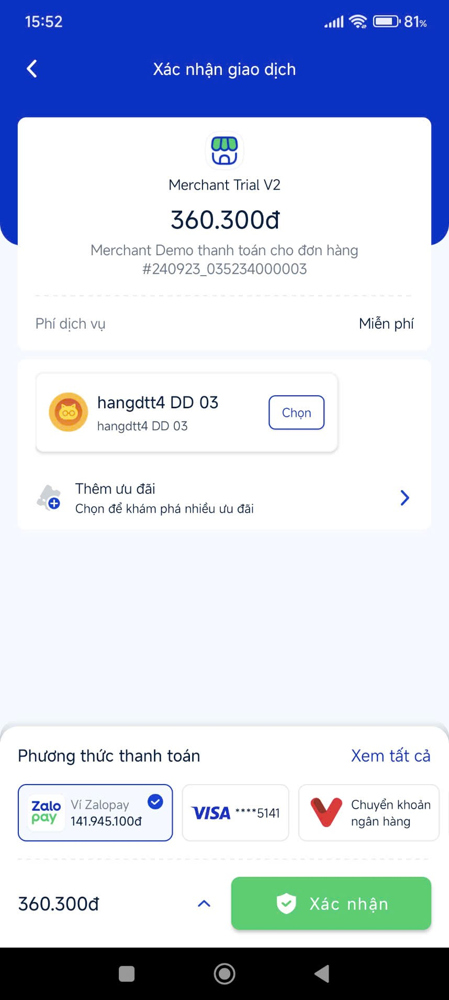 15:52
81%
Xác nhận giao dịch
Merchant Trial V2
360.300đ
Merchant Demo thanh toán cho đơn hàng
#240923_035234000003
Phí dịch vụ
Miễn phí
hangdtt4 DD 03
hangdtt4 DD 03
Chọn
Thêm ưu đãi
Chọn để khám phá nhiều ưu đãi
Phương thức thanh toán
Xem tất cả
Zalo
pay
Ví Zalopay
141.945.100đ
VISA ****5141
Chuyển khoản
ngân hàng
360.300đ
Xác nhận